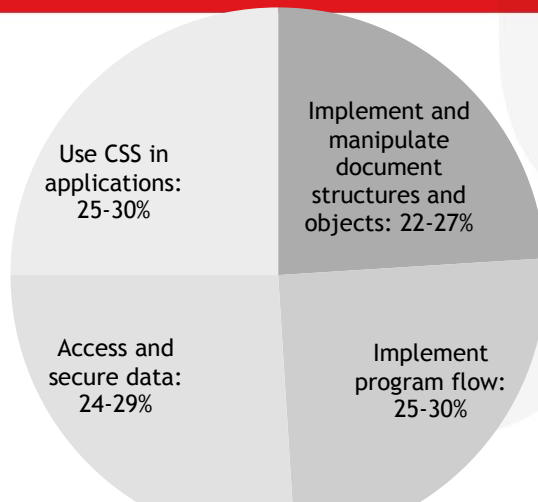 Implement and
manipulate
document
structures and
objects: 22-27%
Use CSS in
applications:
25-30%
Access and
secure data:
24-29%
Implement
program flow:
25-30%